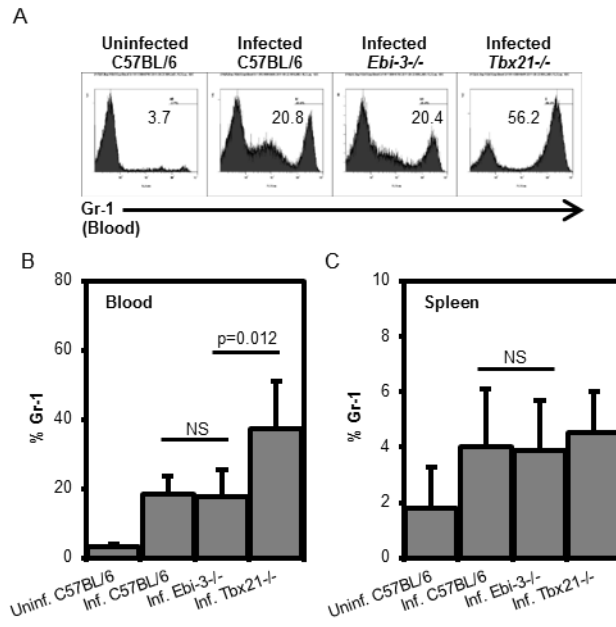 A
Uninfected C57BL/6
Infected C57BL/6
Infected Ebi-3-/-
Infected Tbx21-/-
3.7
20.8
20.4
56.2
Gr-1
(Blood)
B
Blood
% Gr-1
80
60
40
20
0
p=0.012
NS
Uninf. C57BL/6
Inf. C57BL/6
Inf. Ebi-3-/-
Inf. Tbx21-/-
C
Spleen
% Gr-1
10
8
6
4
2
0
NS
Uninf. C57BL/6
Inf. C57BL/6
Inf. Ebi-3-/-
Inf. Tbx21-/-